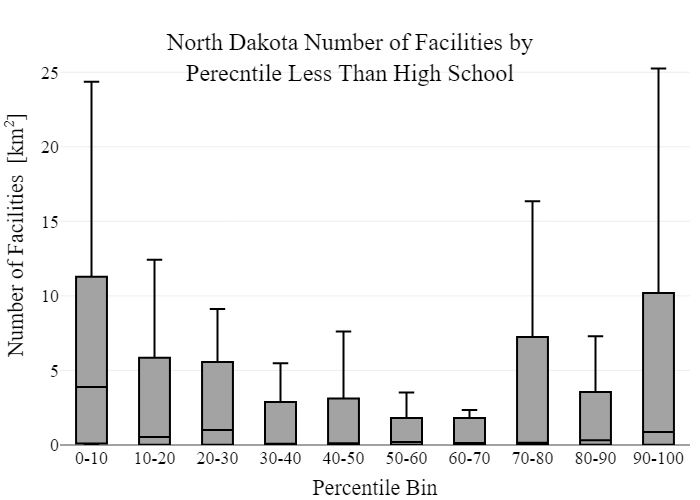 North Dakota Number of Facilities by
Perecntile Less Than High School
Number of Facilities [km²]
25
20
15
10
5
0
0-10 10-20 20-30 30-40 40-50 50-60 60-70 70-80 80-90 90-100
Percentile Bin